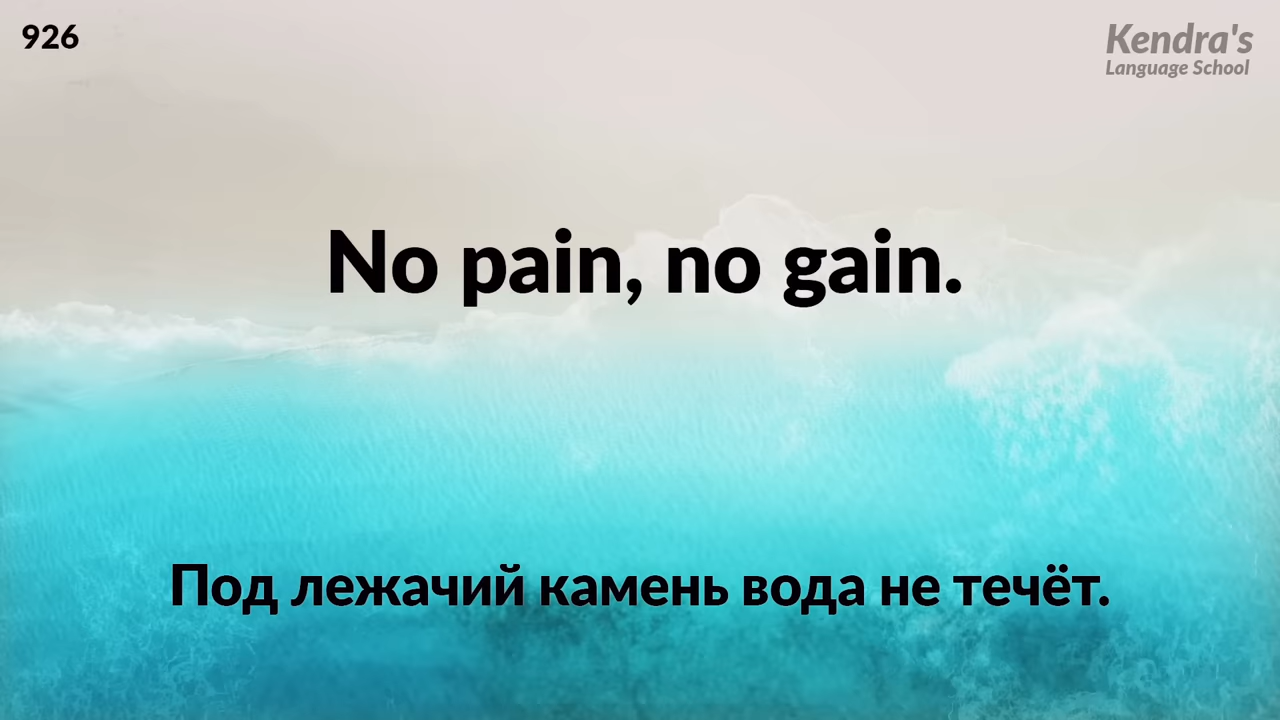 926
Kendra's
Language School
No pain, no gain.
Под лежачий камень вода не течёт.